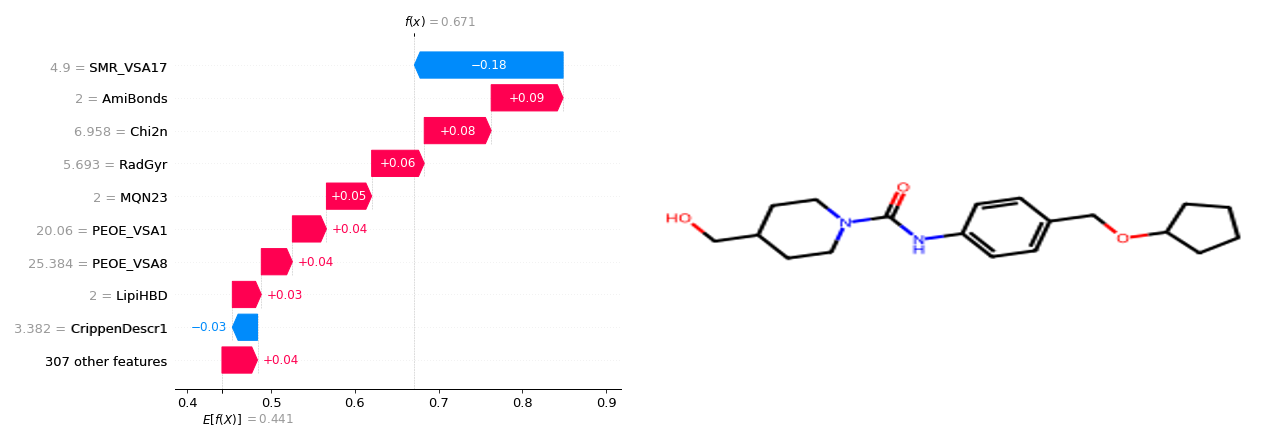 f(x) = 0.671
4.9 = SMR_VSA17 −0.18
2 = AmiBonds +0.09
6.958 = Chi2n +0.08
5.693 = RadGyr +0.06
2 = MQN23 +0.05
20.06 = PEOE_VSA1 +0.04
25.384 = PEOE_VSA8 +0.04
2 = LipiHBD +0.03
3.382 = CrippenDescr1 −0.03
307 other features +0.04
0.4 0.5 0.6 0.7 0.8 0.9
E[f(X)] = 0.441
O
HO
N
N
H
O